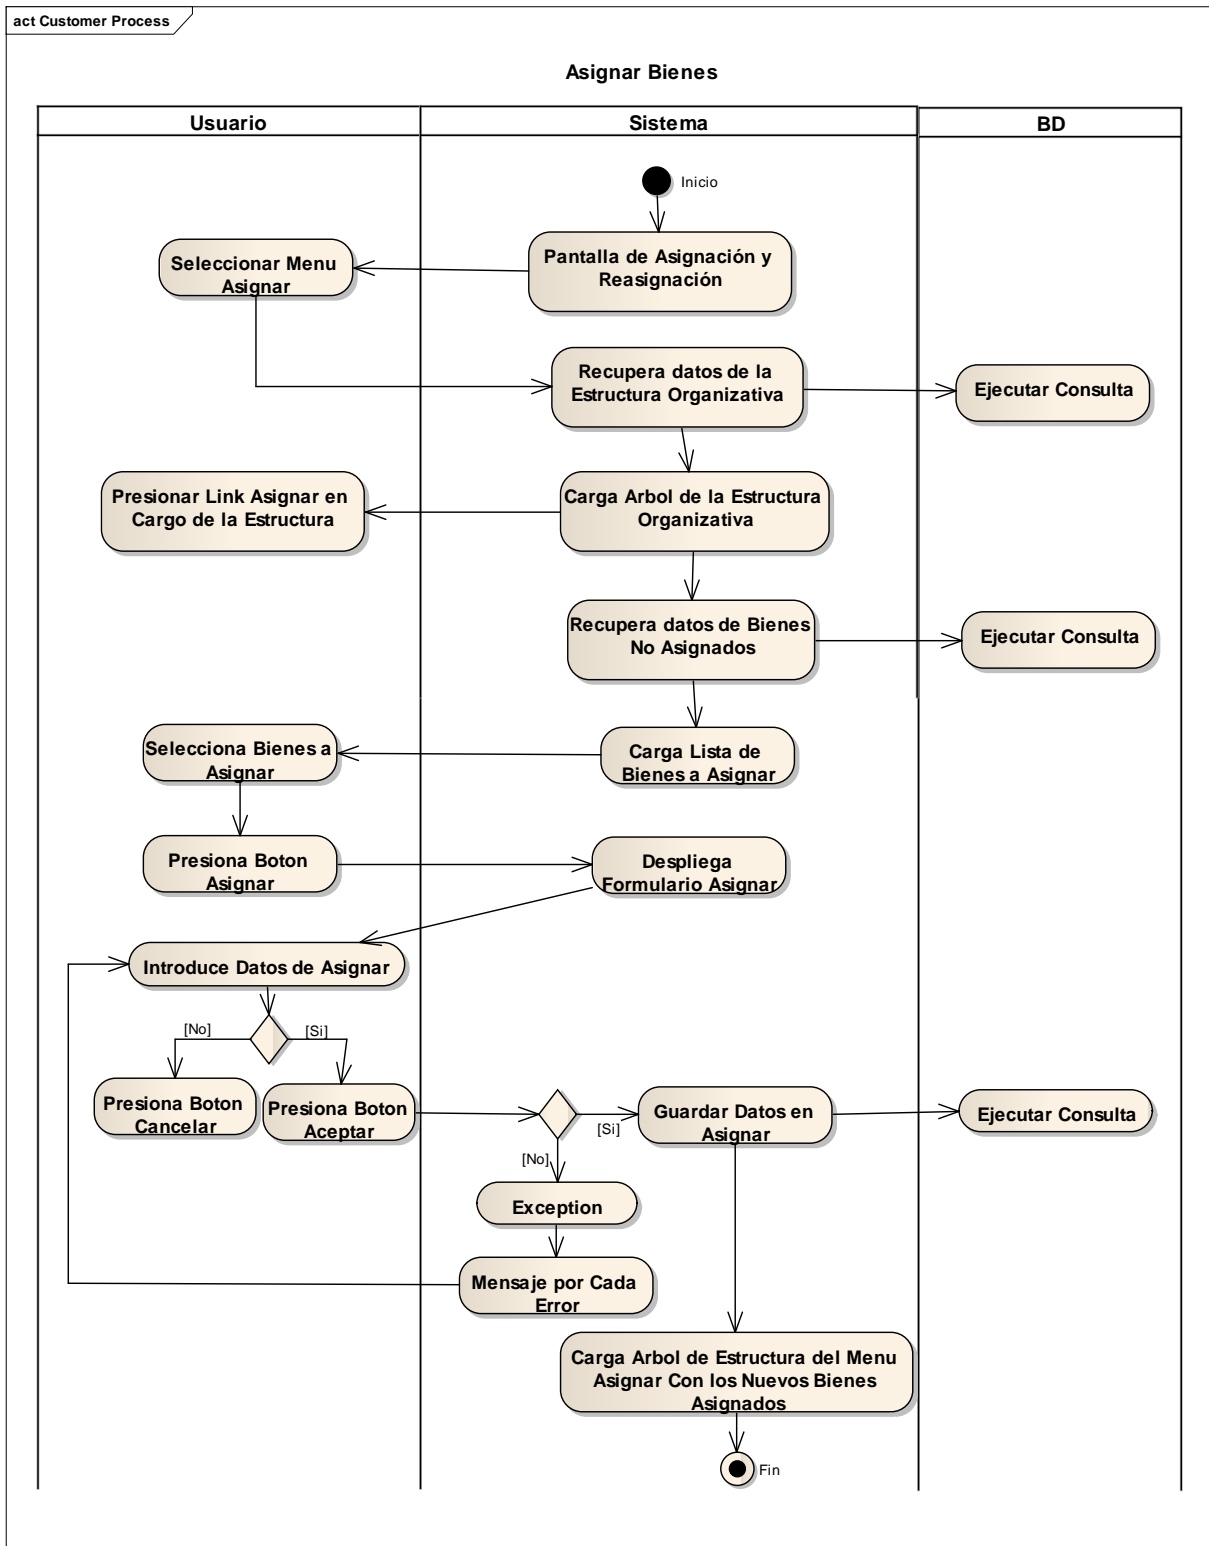 act Customer Process
Asignar Bienes
Usuario
Sistema
BD
Inicio
Pantalla de Asignación y
Reasignación
Seleccionar Menu
Asignar
Recupera datos de la
Estructura Organizativa
Ejecutar Consulta
Presionar Link Asignar en
Cargo de la Estructura
Carga Arbol de la Estructura
Organizativa
Recupera datos de Bienes
No Asignados
Ejecutar Consulta
Selecciona Bienes a
Asignar
Carga Lista de
Bienes a Asignar
Presiona Boton
Asignar
Despliega
Formulario Asignar
Introduce Datos de Asignar
[No]
[Si]
Presiona Boton
Cancelar
Presiona Boton
Aceptar
[Si]
[No]
Guardar Datos en
Asignar
Ejecutar Consulta
Exception
Mensaje por Cada
Error
Carga Arbol de Estructura del Menu
Asignar Con los Nuevos Bienes
Asignados
Fin